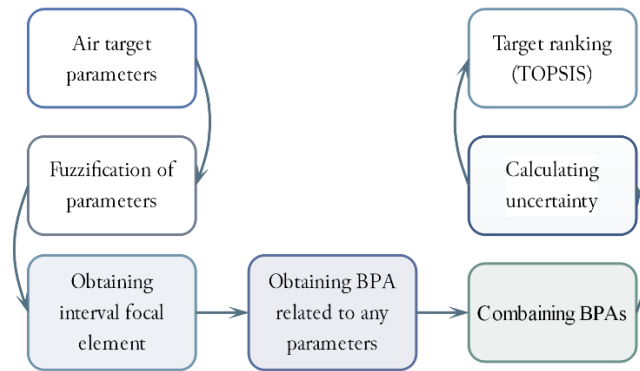 Air target
parameters
Fuzzification of
parameters
Obtaining
interval focal
element
Obtaining BPA
related to any
parameters
Combaining BPAs
Calculating
uncertainty
Target ranking
(TOPSIS)